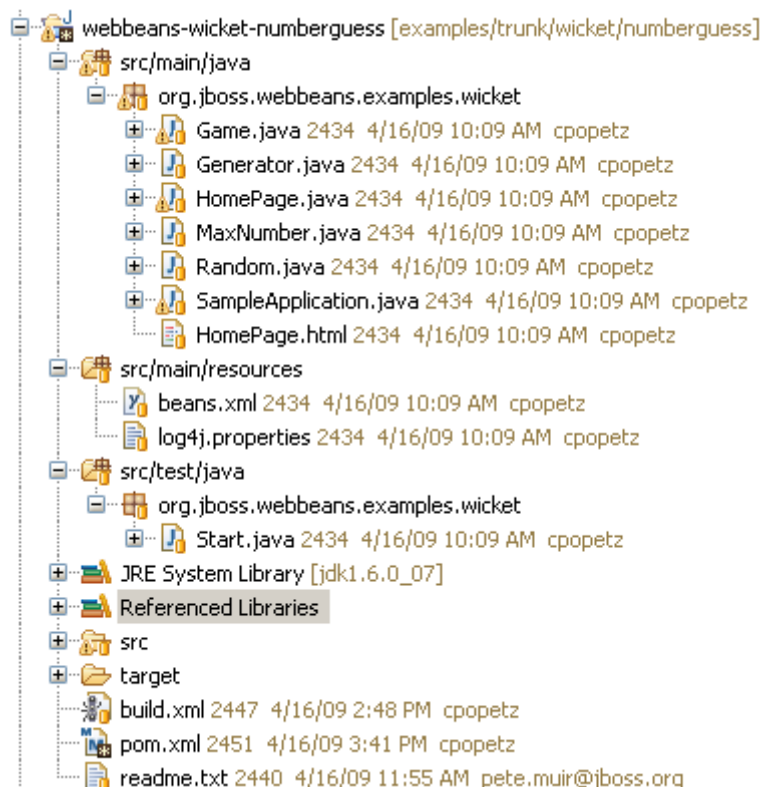 webbeans-wicket-numberguess [examples/trunk/wicket/numberguess]
src/main/java
org.jboss.webbeans.examples.wicket
Game.java 2434 4/16/09 10:09 AM cpopetz
Generator.java 2434 4/16/09 10:09 AM cpopetz
HomePage.java 2434 4/16/09 10:09 AM cpopetz
MaxNumber.java 2434 4/16/09 10:09 AM cpopetz
Random.java 2434 4/16/09 10:09 AM cpopetz
SampleApplication.java 2434 4/16/09 10:09 AM cpopetz
HomePage.html 2434 4/16/09 10:09 AM cpopetz
src/main/resources
beans.xml 2434 4/16/09 10:09 AM cpopetz
log4j.properties 2434 4/16/09 10:09 AM cpopetz
src/test/java
org.jboss.webbeans.examples.wicket
Start.java 2434 4/16/09 10:09 AM cpopetz
JRE System Library [jdk1.6.0_07]
Referenced Libraries
src
target
build.xml 2447 4/16/09 2:48 PM cpopetz
pom.xml 2451 4/16/09 3:41 PM cpopetz
readme.txt 2440 4/16/09 11:55 AM pete.muir@jboss.org